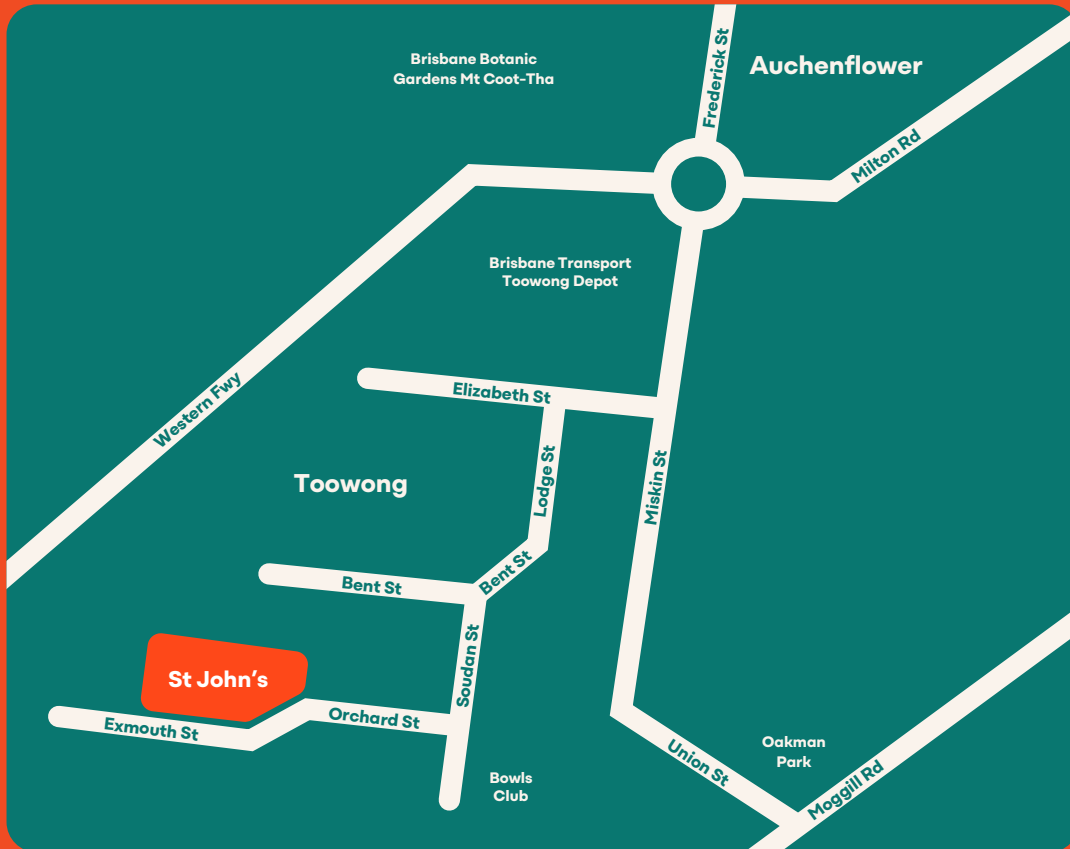 Frederick St
Brisbane Botanic
Gardens Mt Coot-Tha
Auchenflower
Milton Rd
Brisbane Transport
Toowong Depot
Western Fwy
Elizabeth St
Lodge St
Miskin St
Toowong
Bent St
Bent St
Soudan St
St John’s
Exmouth St
Orchard St
Union St
Oakman
Park
Moggill Rd
Bowls
Club